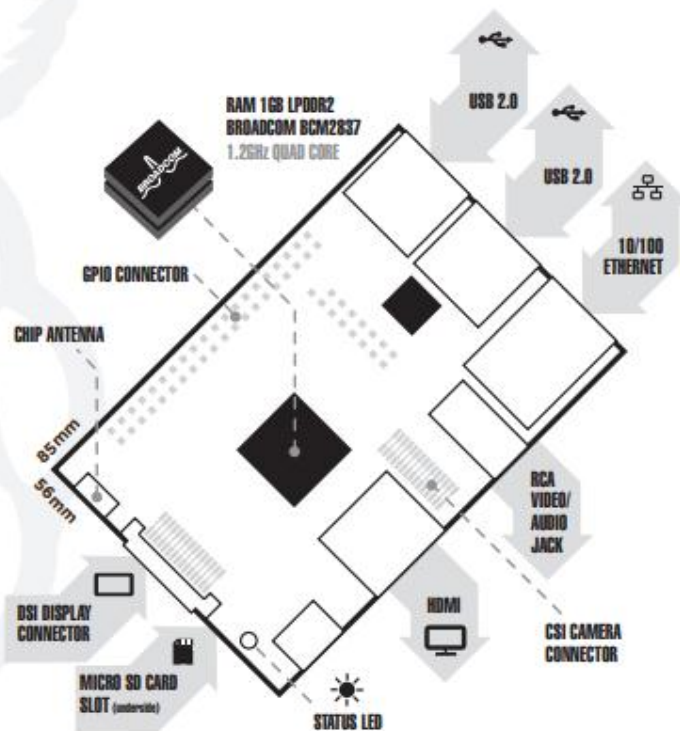 USB 2.0
RAM 1GB LPDDR2
BROADCOM BCM2837
1.2GHz QUAD CORE
BROADCOM
USB 2.0
10/100
ETHERNET
GPIO CONNECTOR
CHIP ANTENNA
85mm
56mm
RCA
VIDEO/
AUDIO
JACK
DSI DISPLAY
CONNECTOR
HDMI
CSI CAMERA
CONNECTOR
MICRO SD CARD
SLOT (underside)
STATUS LED